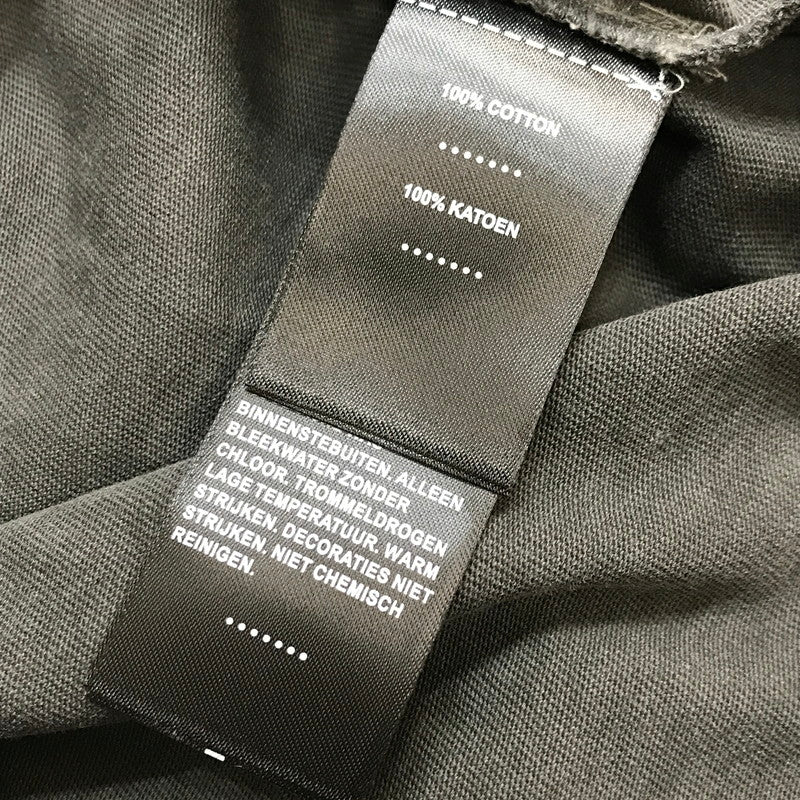 100% COTTON
.......
100% KATOEN
.......
BINNENSTEBUITEN. ALLEEN
BLEEKWATER ZONDER
CHLOOR. TROMMELDROGEN
LAGE TEMPERATUUR. WARM
STRIJKEN. DECORATIES NIET
STRIJKEN. NIET CHEMISCH
REINIGEN.
.......